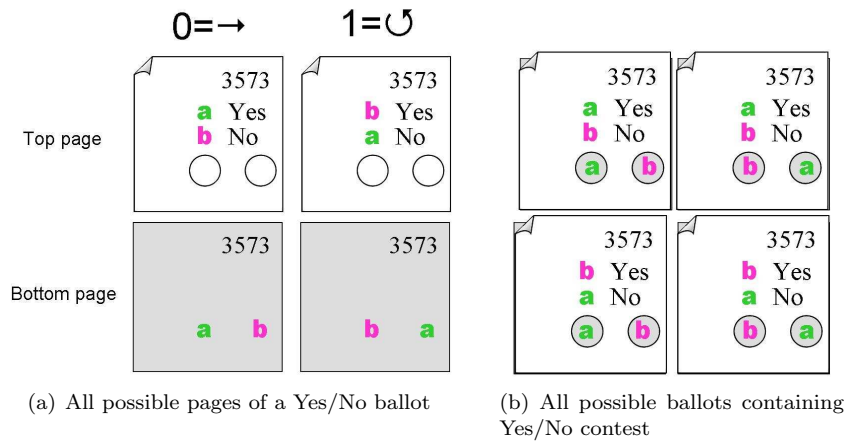 0=→ 1=↺
3573 3573
a Yes b Yes
b No a No
Top page
3573 3573
a b b a
Bottom page
(a) All possible pages of a Yes/No ballot
3573 3573
a Yes a Yes
b No b No
a b b a
3573 3573
b Yes b Yes
a No a No
a b b a
(b) All possible ballots containing
Yes/No contest